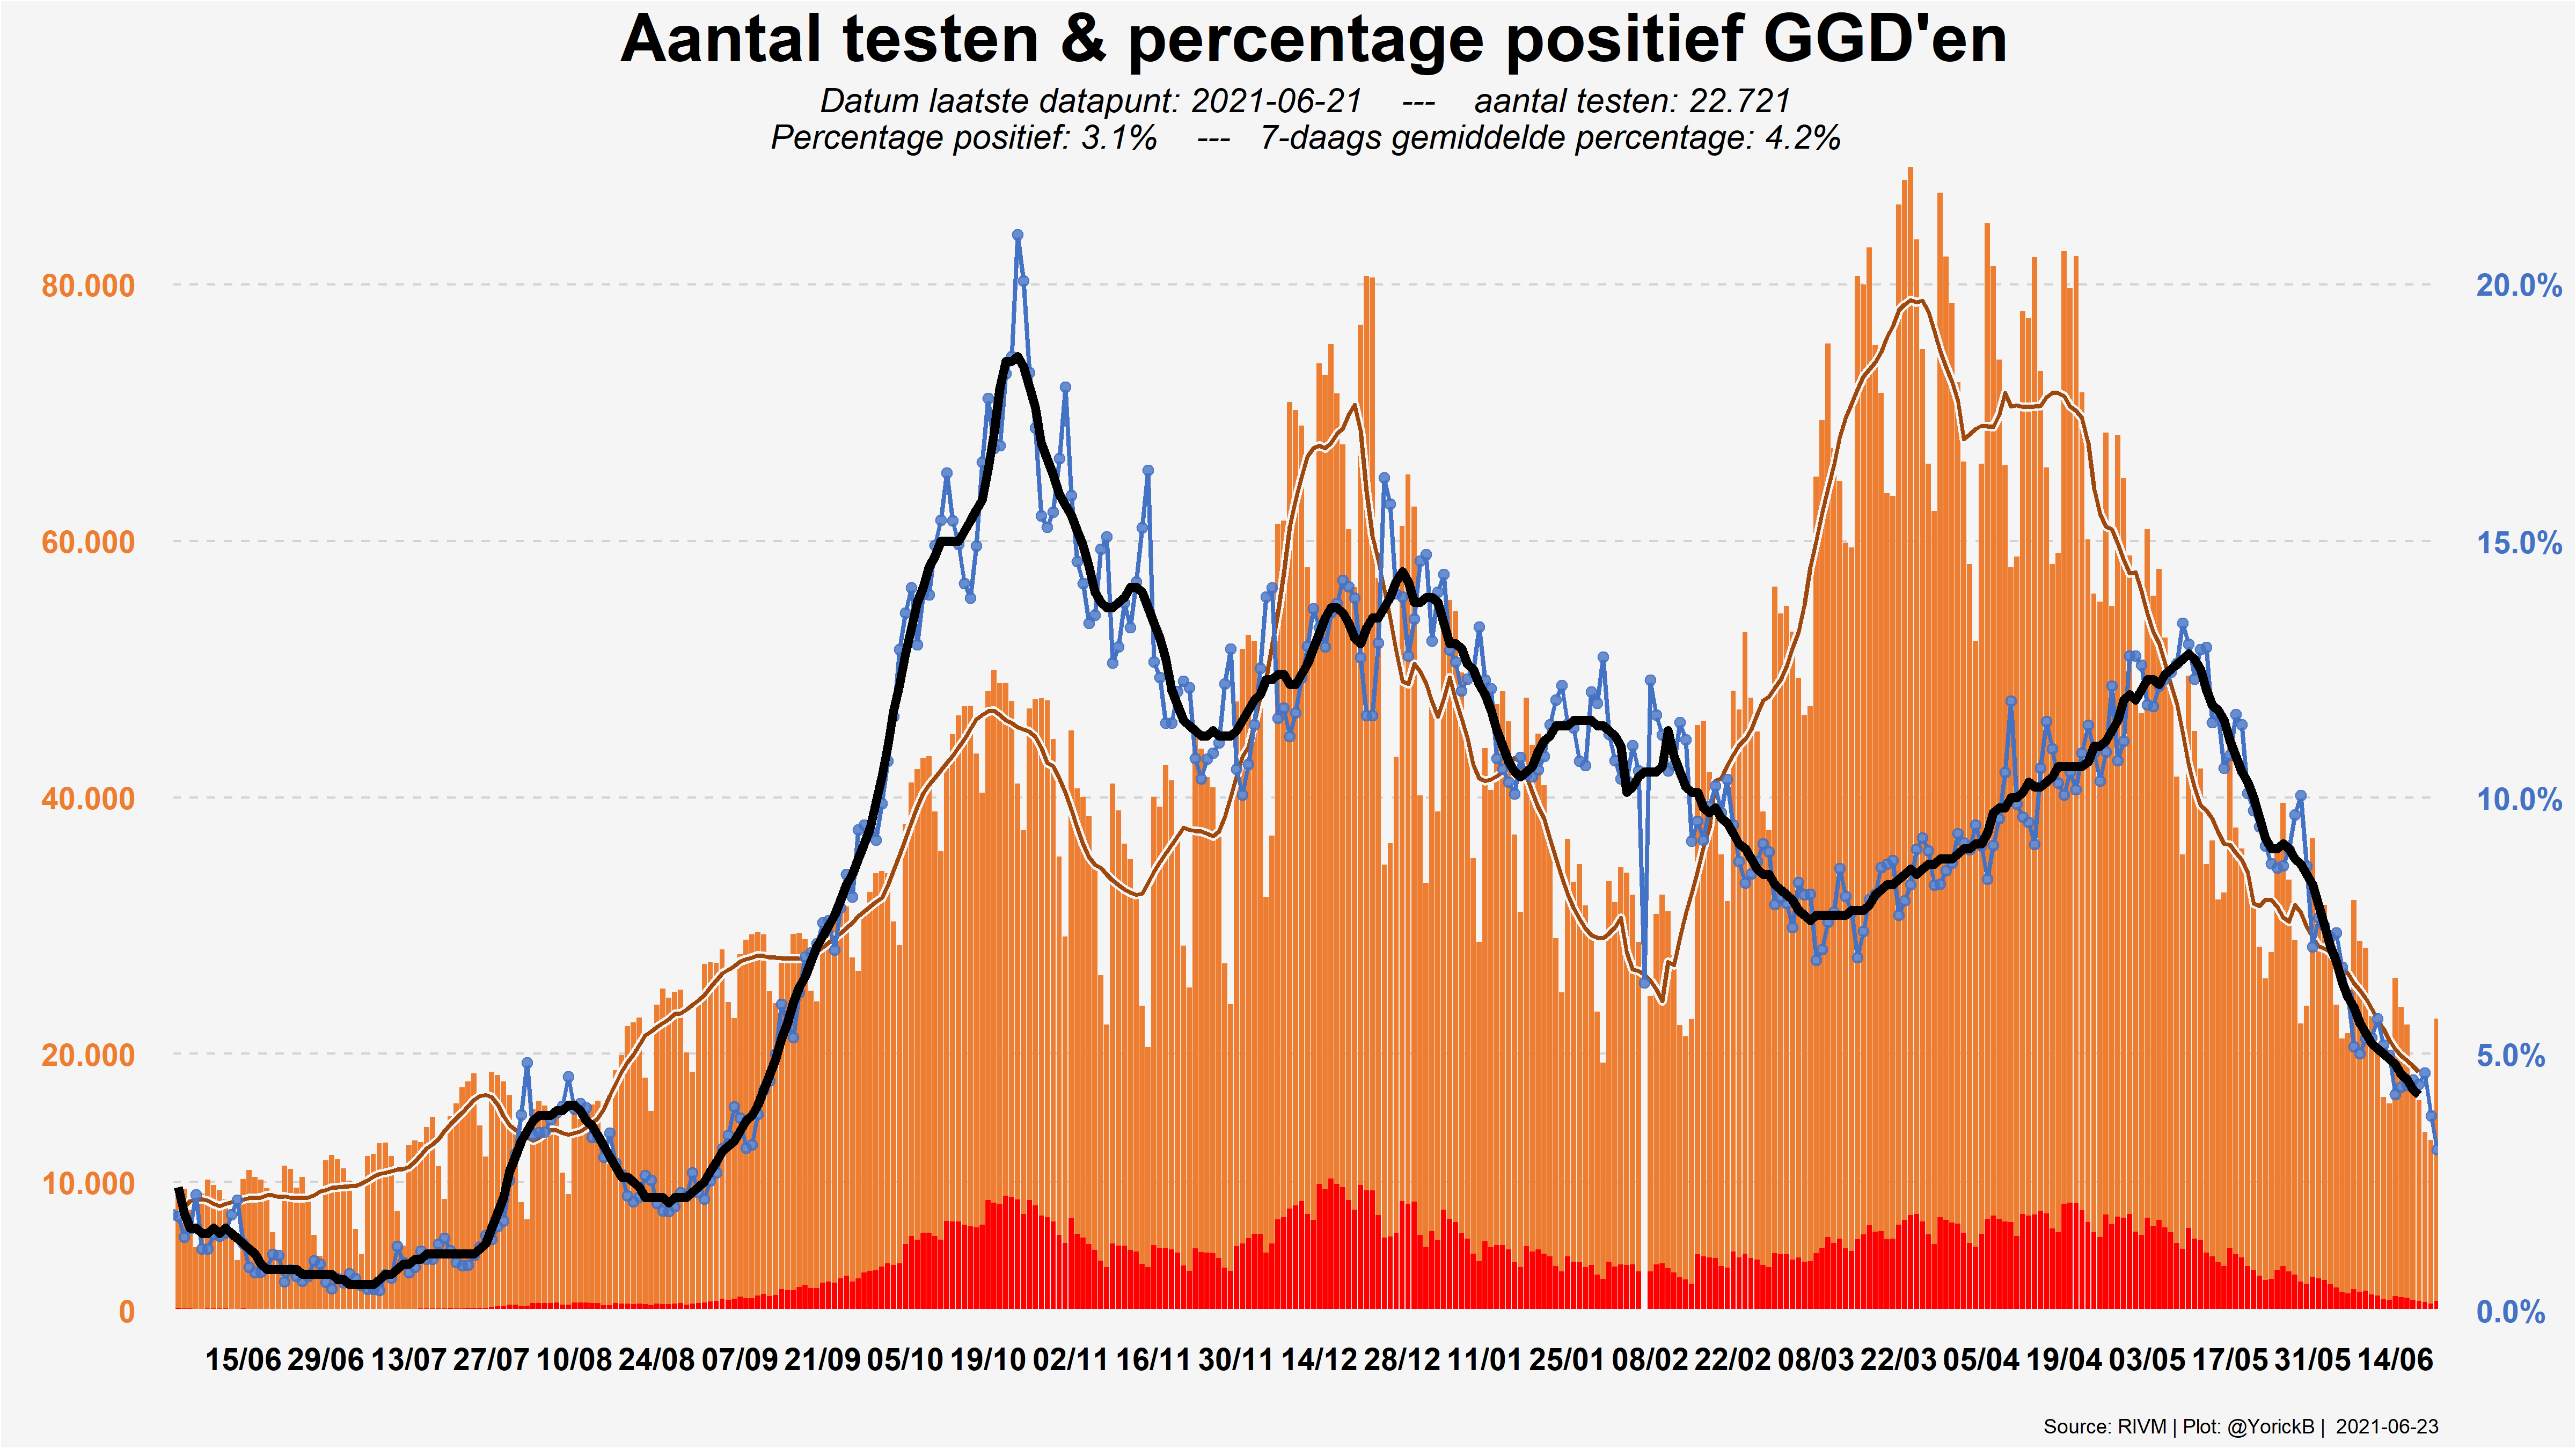 Aantal testen & percentage positief GGD'en
Datum laatste datapunt: 2021-06-21 --- aantal testen: 22.721
Percentage positief: 3.1% --- 7-daags gemiddelde percentage: 4.2%
80.000 20.0%
60.000 15.0%
40.000 10.0%
20.000 5.0%
10.000
0 0.0%
15/06 29/06 13/07 27/07 10/08 24/08 07/09 21/09 05/10 19/10 02/11 16/11 30/11 14/12 28/12 11/01 25/01 08/02 22/02 08/03 22/03 05/04 19/04 03/05 17/05 31/05 14/06
Source: RIVM | Plot: @YorickB | 2021-06-23